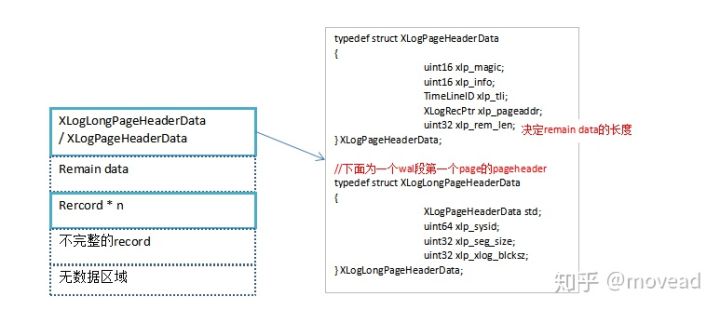 XLogLongPageHeaderData
/ XLogPageHeaderData
Remain data
Rercord * n
不完整的record
无数据区域
typedef struct XLogPageHeaderData
{
uint16 xlp_magic;
uint16 xlp_info;
TimeLineID xlp_tli;
XLogRecPtr xlp_pageaddr;
uint32 xlp_rem_len; 决定remain data的长度
} XLogPageHeaderData;
//下面为一个wal段第一个page的pageheader
typedef struct XLogLongPageHeaderData
{
XLogPageHeaderData std;
uint64 xlp_sysid;
uint32 xlp_seg_size;
uint32 xlp_xlog_blcksz;
} XLogLongPageHeaderData;
知乎 @movead